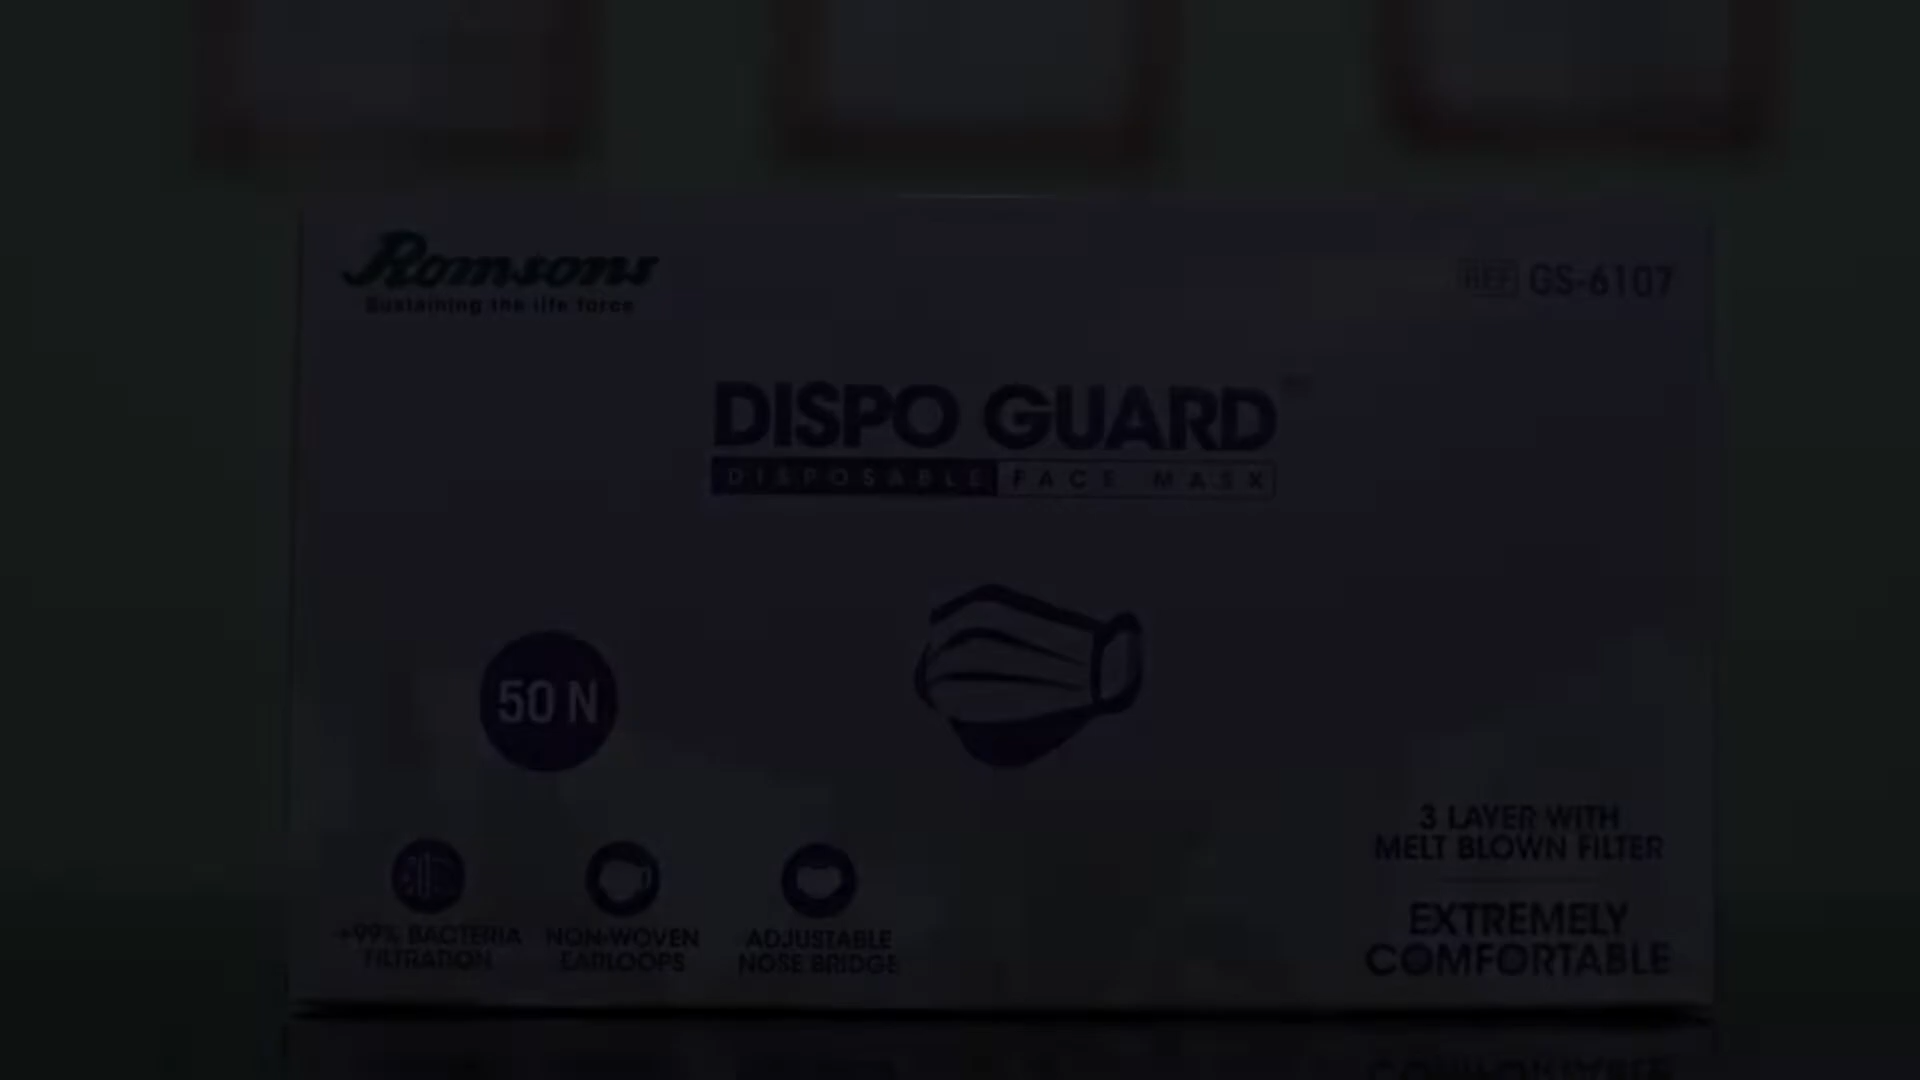 Romsons
Sustaining the life force
REF GS-6107
DISPO GUARD
DISPOSABLE FACE MASK
50 N
3 LAYER WITH
MELT BLOWN FILTER
EXTREMELY
COMFORTABLE
+99% BACTERIA
FILTRATION
NON-WOVEN
EARLOOPS
ADJUSTABLE
NOSE BRIDGE